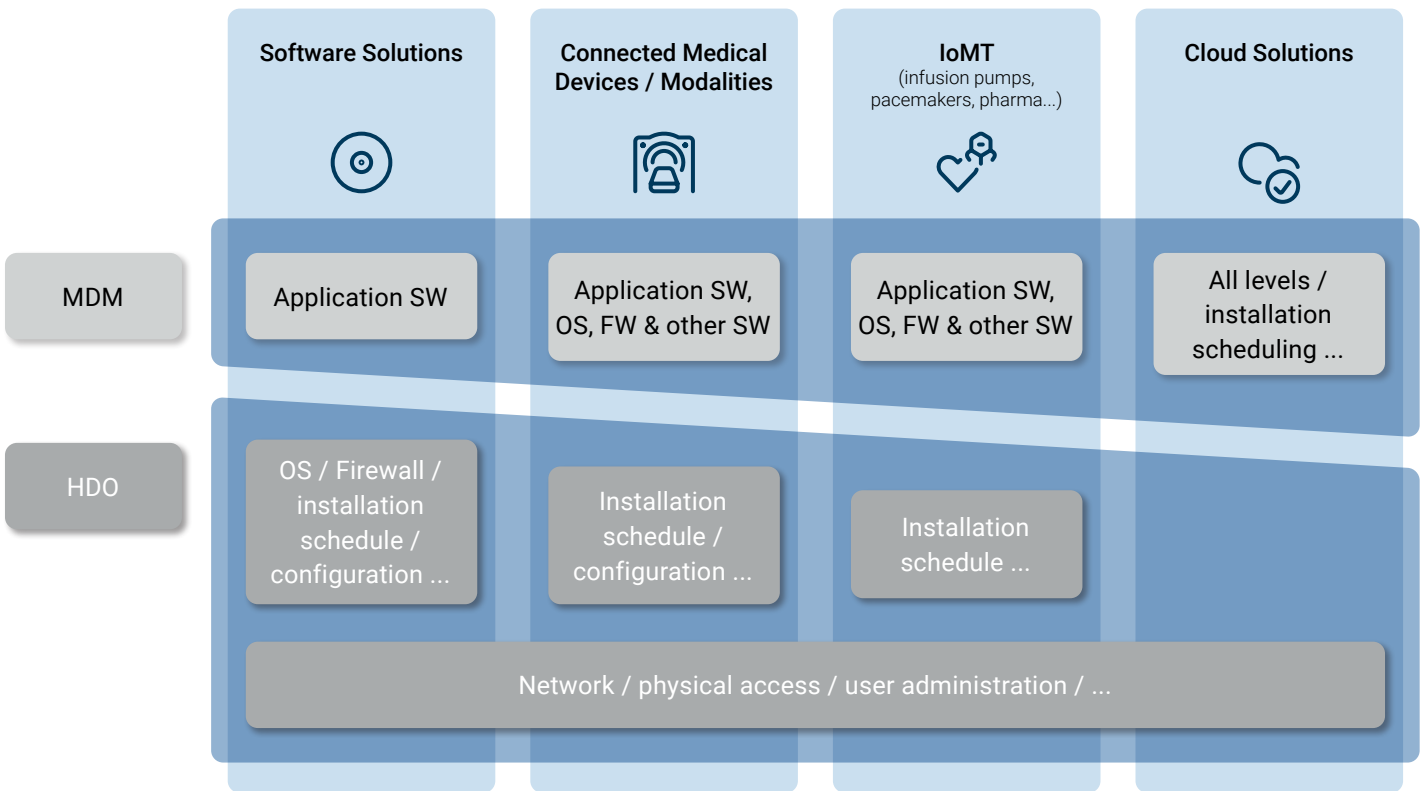 Software Solutions
Connected Medical
Devices / Modalities
IoMT
(infusion pumps,
pacemakers, pharma...)
Cloud Solutions
MDM
Application SW
Application SW,
OS, FW & other SW
Application SW,
OS, FW & other SW
All levels /
installation
scheduling ...
HDO
OS / Firewall /
installation
schedule /
configuration ...
Installation
schedule /
configuration ...
Installation
schedule ...
Network / physical access / user administration / ...